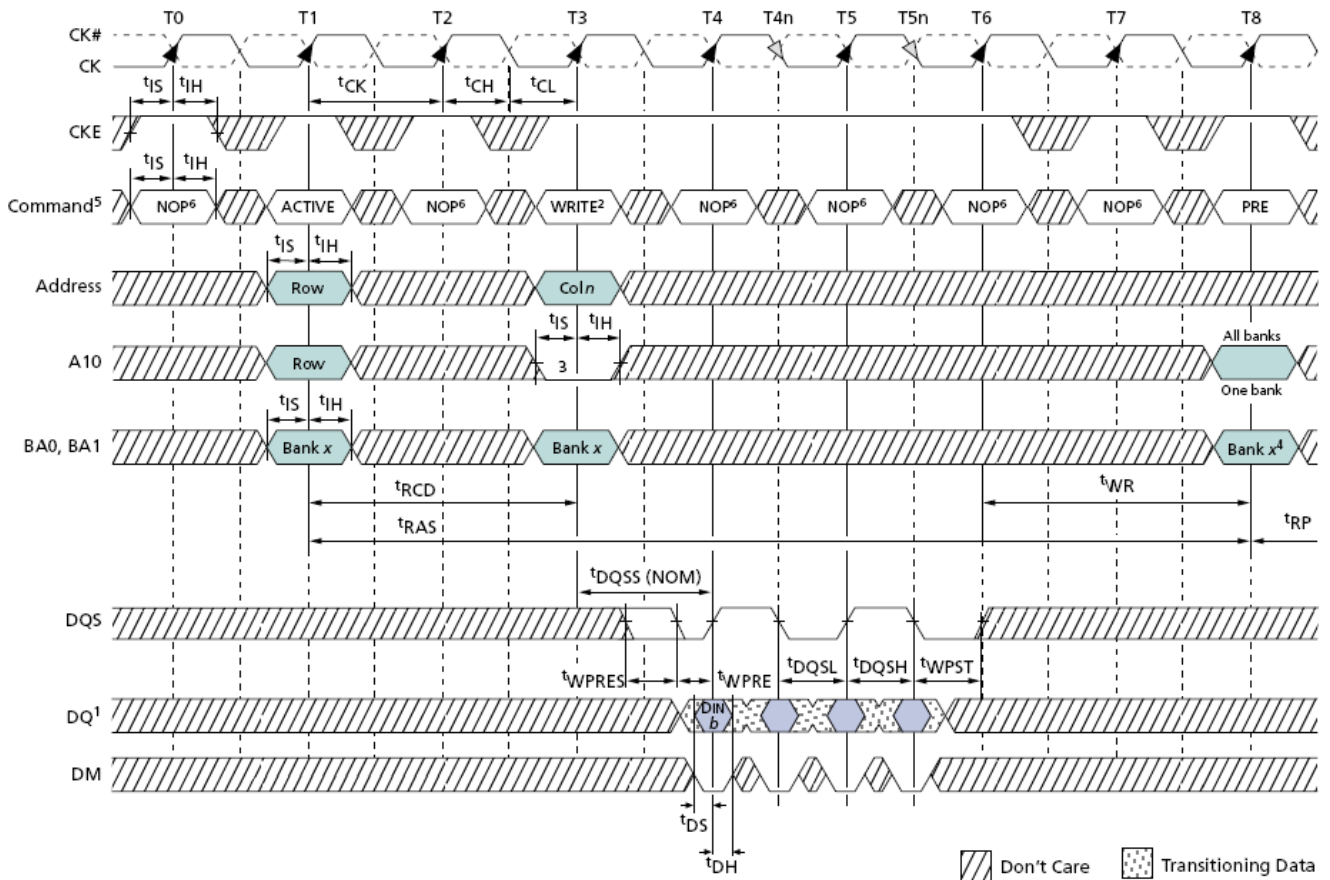 T0 T1 T2 T3 T4 T4n T5 T5n T6 T7 T8
CK#
CK
tIS tIH tCK tCH tCL
CKE
tIS tIH
Command5 NOP6 ACTIVE NOP6 WRITE2 NOP6 NOP6 NOP6 NOP6 PRE
tIS tIH
Address Row Col n
tIS tIH All banks
A10 Row 3
One bank
tIS tIH
BA0, BA1 Bank x Bank x Bank x4
tRCD tWR
tRAS tRP
tDQSS (NOM)
DQS
tWPRES tWPRE tDQSL tDQSH tWPST
DQ1 DIN
b
DM
tDS
tDH
Don't Care Transitioning Data